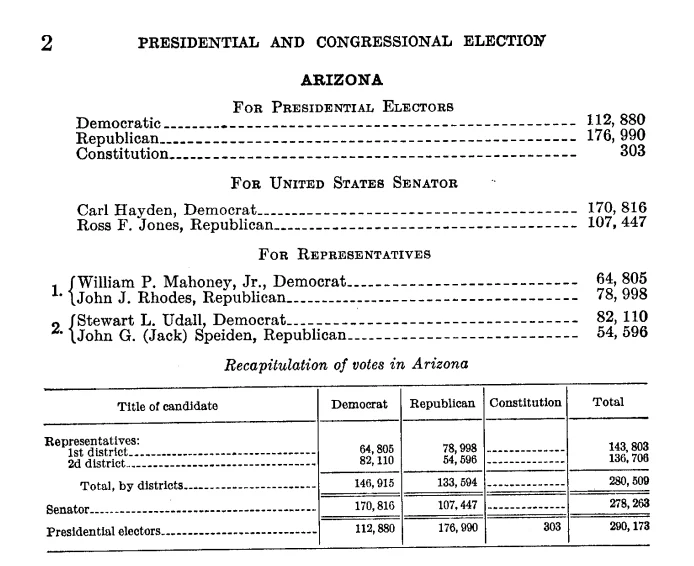 2 PRESIDENTIAL AND CONGRESSIONAL ELECTION
ARIZONA
FOR PRESIDENTIAL ELECTORS
Democratic 112,880
Republican 176,990
Constitution 303
FOR UNITED STATES SENATOR
Carl Hayden, Democrat 170,816
Ross F. Jones, Republican 107,447
FOR REPRESENTATIVES
1. {William P. Mahoney, Jr., Democrat 64,805
{John J. Rhodes, Republican 78,998
2. {Stewart L. Udall, Democrat 82,110
{John G. (Jack) Speiden, Republican 54,596
Recapitulation of votes in Arizona
Title of candidate Democrat Republican Constitution Total
Representatives:
1st district 64,805 78,998 143,803
2d district 82,110 54,596 136,706
Total, by districts 146,915 133,594 280,509
Senator 170,816 107,447 278,263
Presidential electors 112,880 176,990 303 290,173